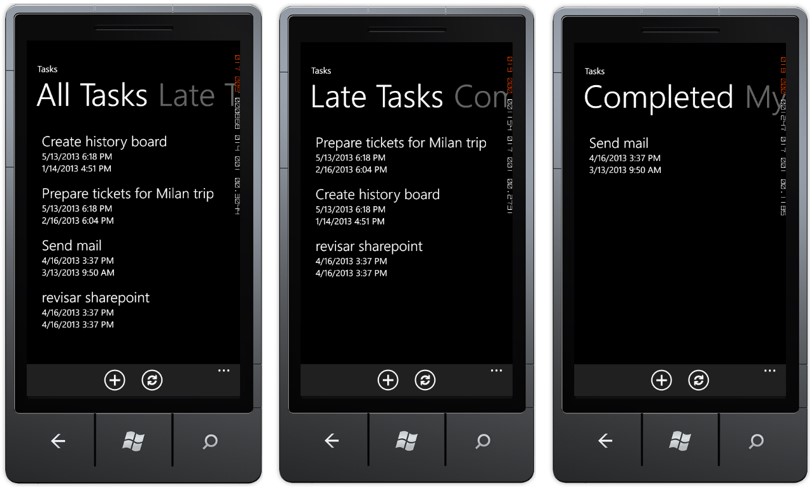 Tasks
All Tasks Late T
Create history board
5/13/2013 6:18 PM
1/14/2013 4:51 PM
Prepare tickets for Milan trip
5/13/2013 6:18 PM
2/16/2013 6:04 PM
Send mail
4/16/2013 3:37 PM
3/13/2013 9:50 AM
revisar sharepoint
4/16/2013 3:37 PM
4/16/2013 3:37 PM
Tasks
Late Tasks Com
Prepare tickets for Milan trip
5/13/2013 6:18 PM
2/16/2013 6:04 PM
Create history board
5/13/2013 6:18 PM
1/14/2013 4:51 PM
revisar sharepoint
4/16/2013 3:37 PM
4/16/2013 3:37 PM
Tasks
Completed My
Send mail
4/16/2013 3:37 PM
3/13/2013 9:50 AM